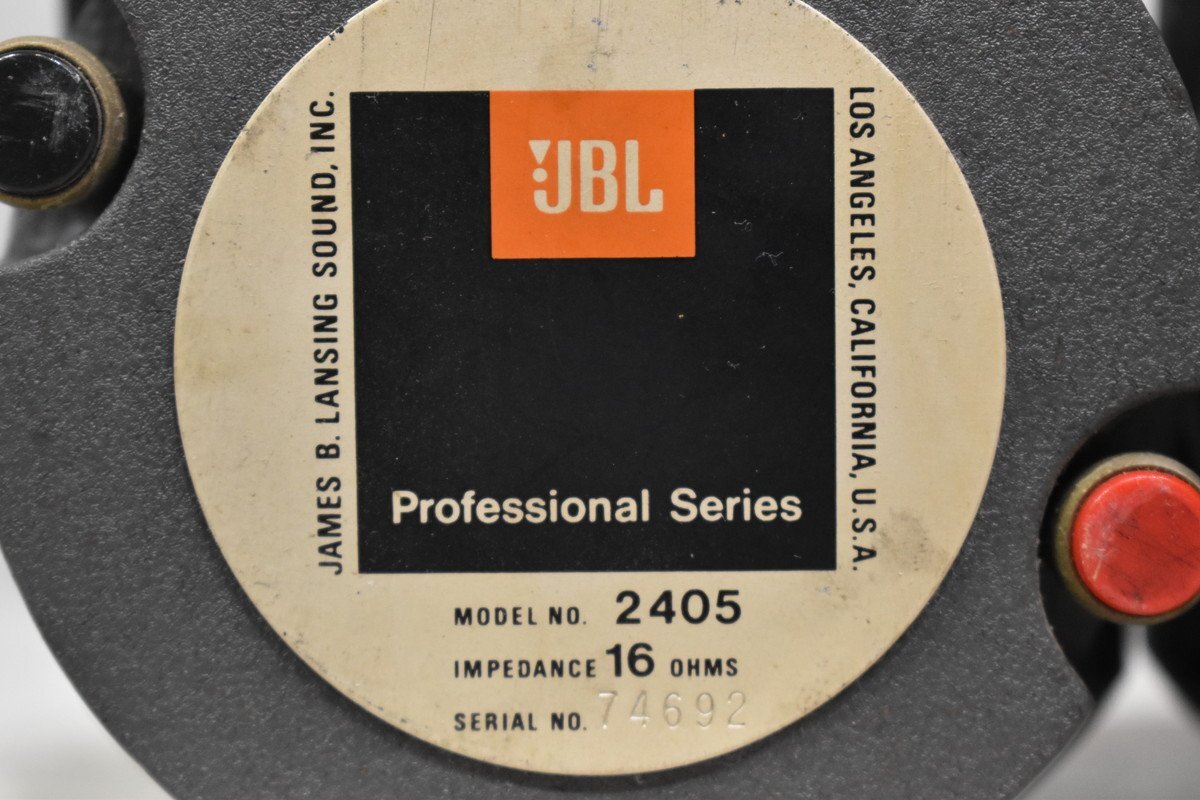 JBL
JAMES B. LANSING SOUND, INC.
LOS ANGELES, CALIFORNIA, U.S.A.
Professional Series
MODEL NO. 2405
IMPEDANCE 16 OHMS
SERIAL NO. 74692